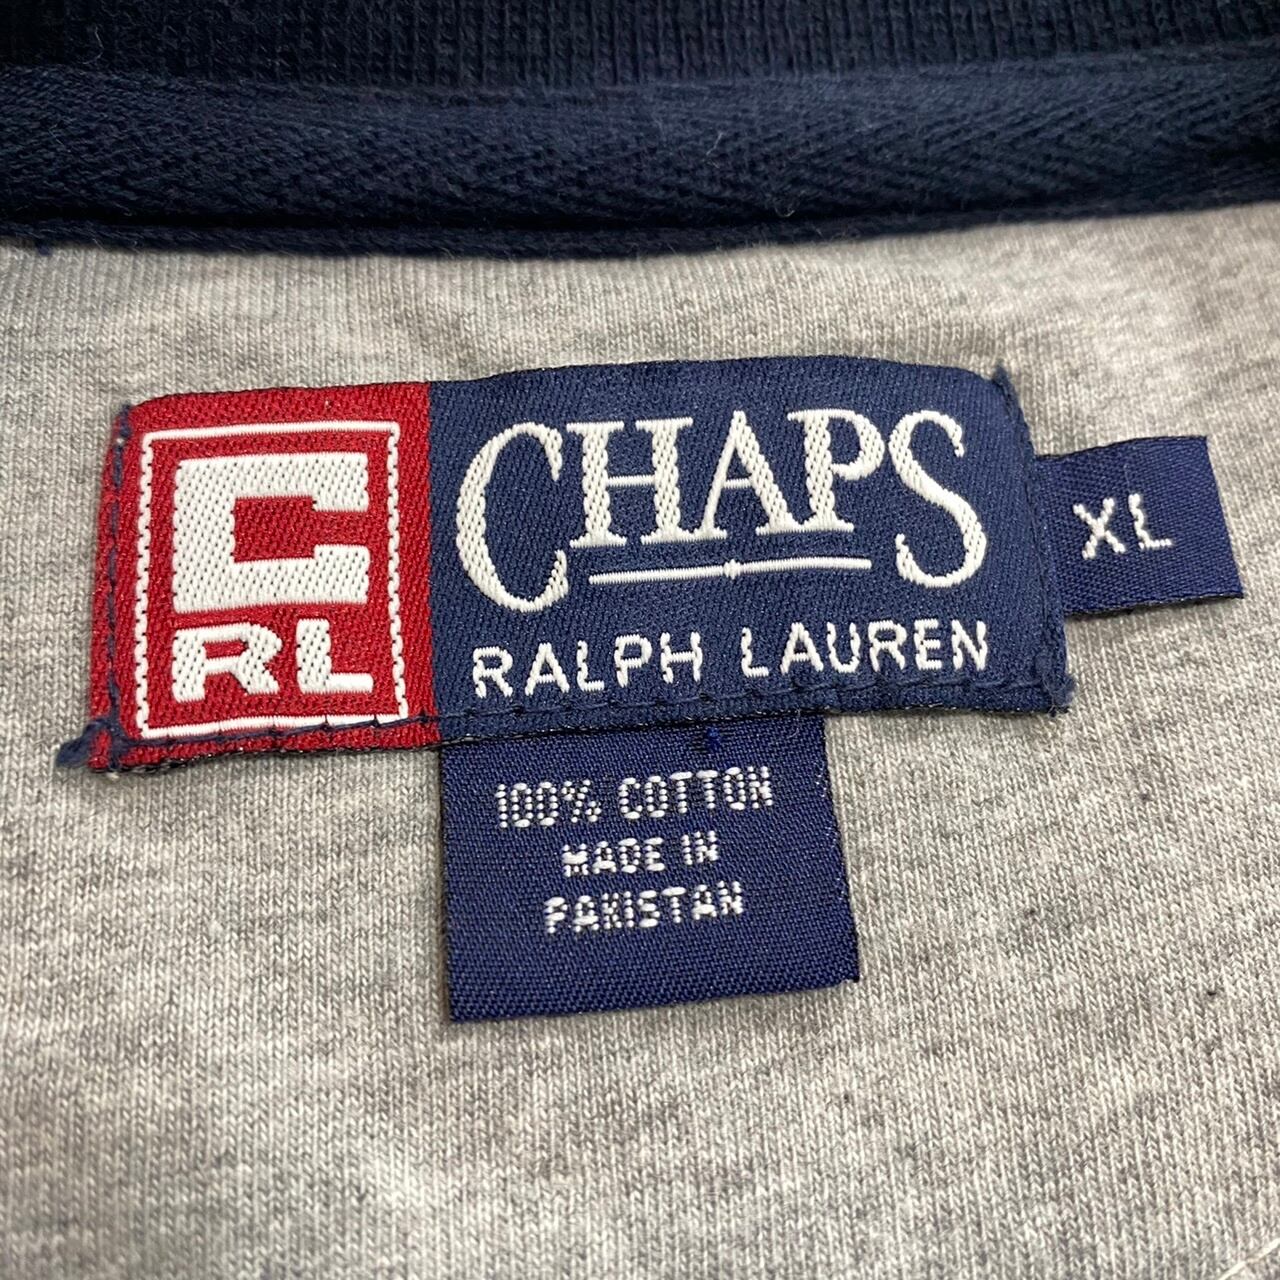 C
RL
CHAPS
RALPH LAUREN
XL
100% COTTON
MADE IN
PAKISTAN